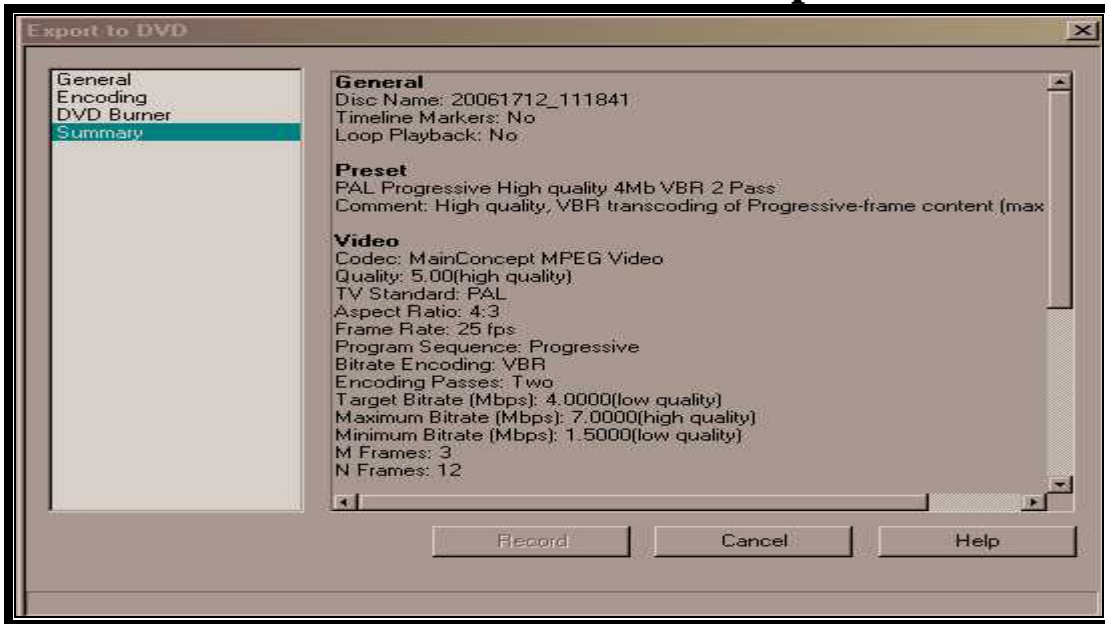 Export to DVD
General
Encoding
DVD Burner
Summary
General
Disc Name: 20061712_111841
Timeline Markers: No
Loop Playback: No
Preset
PAL Progressive High quality 4Mb VBR 2 Pass
Comment: High quality, VBR transcoding of Progressive-frame content (max
Video
Codec: MainConcept MPEG Video
Quality: 5.00(high quality)
TV Standard: PAL
Aspect Ratio: 4:3
Frame Rate: 25 fps
Program Sequence: Progressive
Bitrate Encoding: VBR
Encoding Passes: Two
Target Bitrate (Mbps): 4.0000(low quality)
Maximum Bitrate (Mbps): 7.0000(high quality)
Minimum Bitrate (Mbps): 1.5000(low quality)
M Frames: 3
N Frames: 12
Record
Cancel
Help